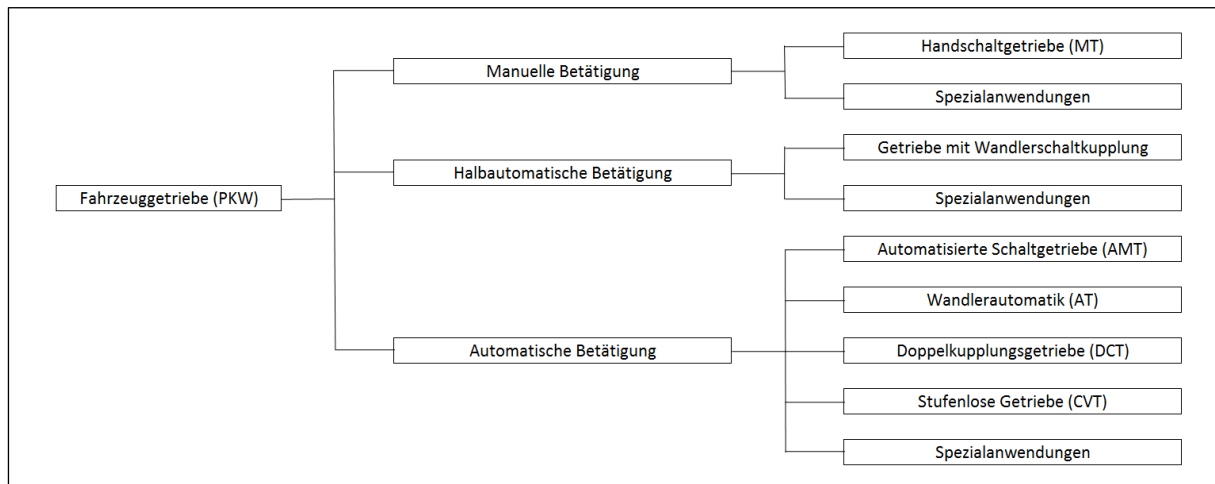 Fahrzeuggetriebe (PKW)
Manuelle Betätigung
Handschaltgetriebe (MT)
Spezialanwendungen
Halbautomatische Betätigung
Getriebe mit Wandlerschaltkupplung
Spezialanwendungen
Automatische Betätigung
Automatisierte Schaltgetriebe (AMT)
Wandlerautomatik (AT)
Doppelkupplungsgetriebe (DCT)
Stufenlose Getriebe (CVT)
Spezialanwendungen